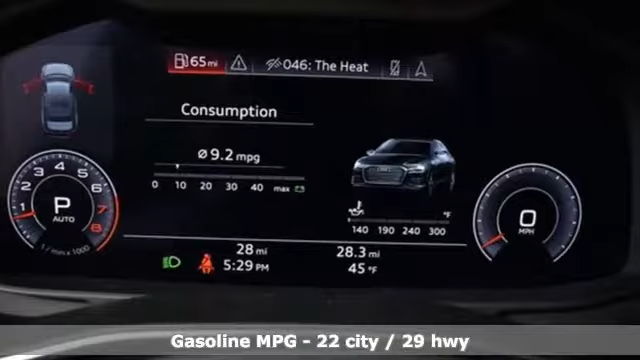 65 mi 046: The Heat
Consumption
Ø 9.2 mpg
0 10 20 30 40 max
°F
140 190 240 300
1 2 3 4 5 6 7 8
P
AUTO
1 / min x 1000
0
MPH
28 mi 28.3 mi
5:29 PM 45 °F
Gasoline MPG - 22 city / 29 hwy